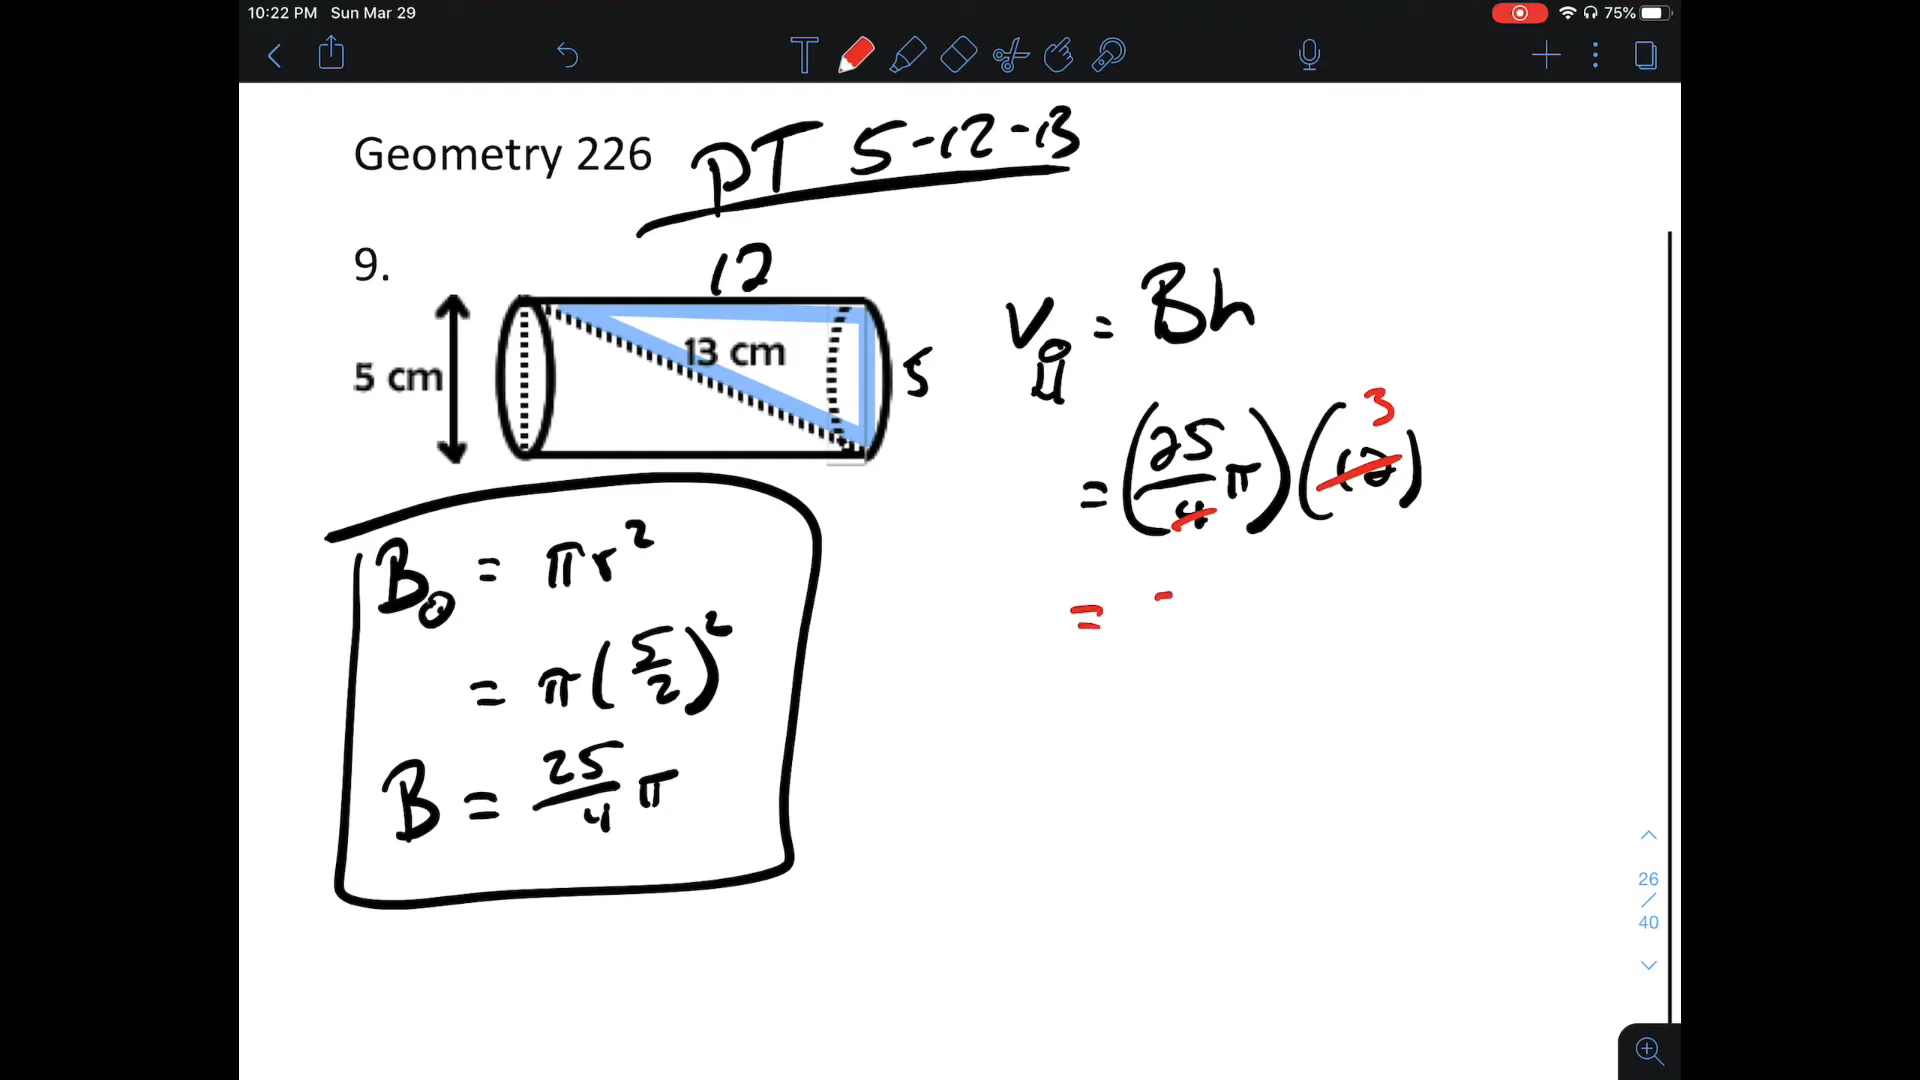 10:22 PM Sun Mar 29
75%
T
Geometry 226
PT 5-12-13
9.
12
5 cm
13 cm
5
V = Bh
= (25/4 π)(12) 3
=
B = πr²
= π(5/2)²
B = 25/4 π
26
/
40